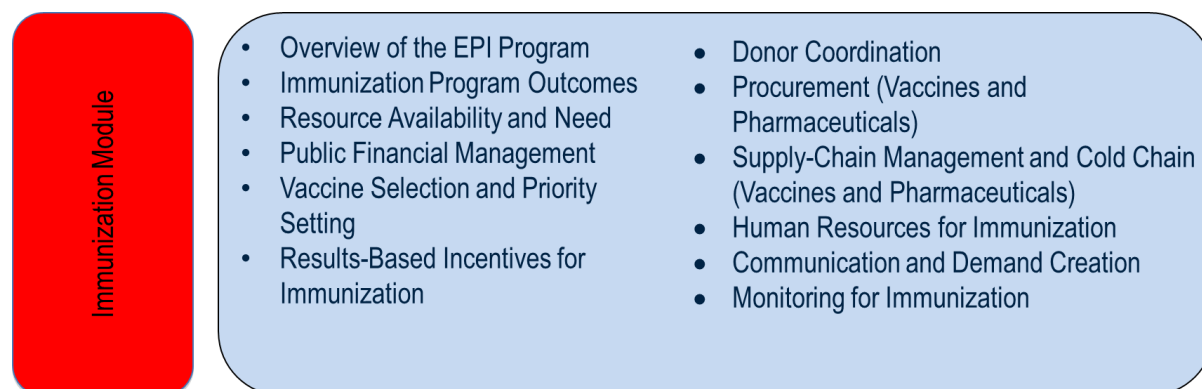 Immunization Module
• Overview of the EPI Program
• Immunization Program Outcomes
• Resource Availability and Need
• Public Financial Management
• Vaccine Selection and Priority
Setting
• Results-Based Incentives for
Immunization
● Donor Coordination
● Procurement (Vaccines and
Pharmaceuticals)
● Supply-Chain Management and Cold Chain
(Vaccines and Pharmaceuticals)
● Human Resources for Immunization
● Communication and Demand Creation
● Monitoring for Immunization